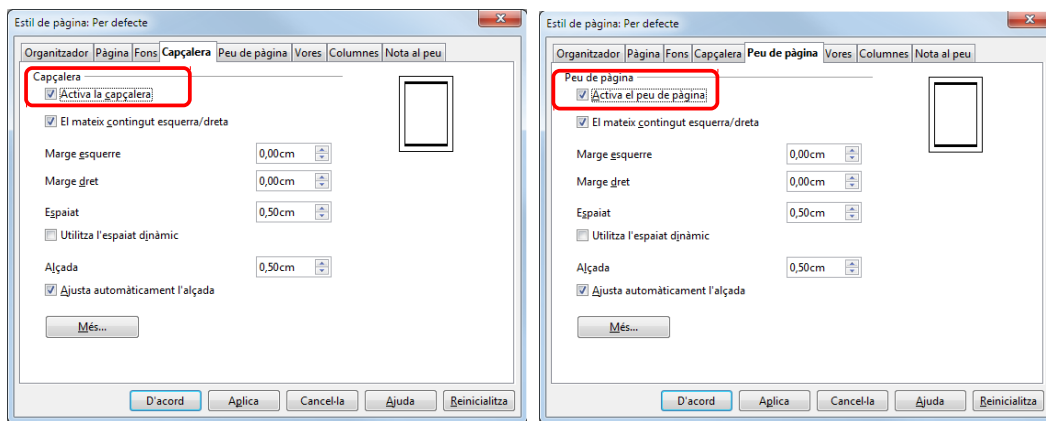 Estil de pàgina: Per defecte
Organitzador Pàgina Fons Capçalera Peu de pàgina Vores Columnes Nota al peu
Capçalera
Activa la capçalera
El mateix contingut esquerra/dreta
Marge esquerre 0,00cm
Marge dret 0,00cm
Espaiat 0,50cm
Utilitza l'espaiat dinàmic
Alçada 0,50cm
Ajusta automàticament l'alçada
Més...
D'acord Aplica Cancel·la Ajuda Reinicialitza
Estil de pàgina: Per defecte
Organitzador Pàgina Fons Capçalera Peu de pàgina Vores Columnes Nota al peu
Peu de pàgina
Activa el peu de pàgina
El mateix contingut esquerra/dreta
Marge esquerre 0,00cm
Marge dret 0,00cm
Espaiat 0,50cm
Utilitza l'espaiat dinàmic
Alçada 0,50cm
Ajusta automàticament l'alçada
Més...
D'acord Aplica Cancel·la Ajuda Reinicialitza